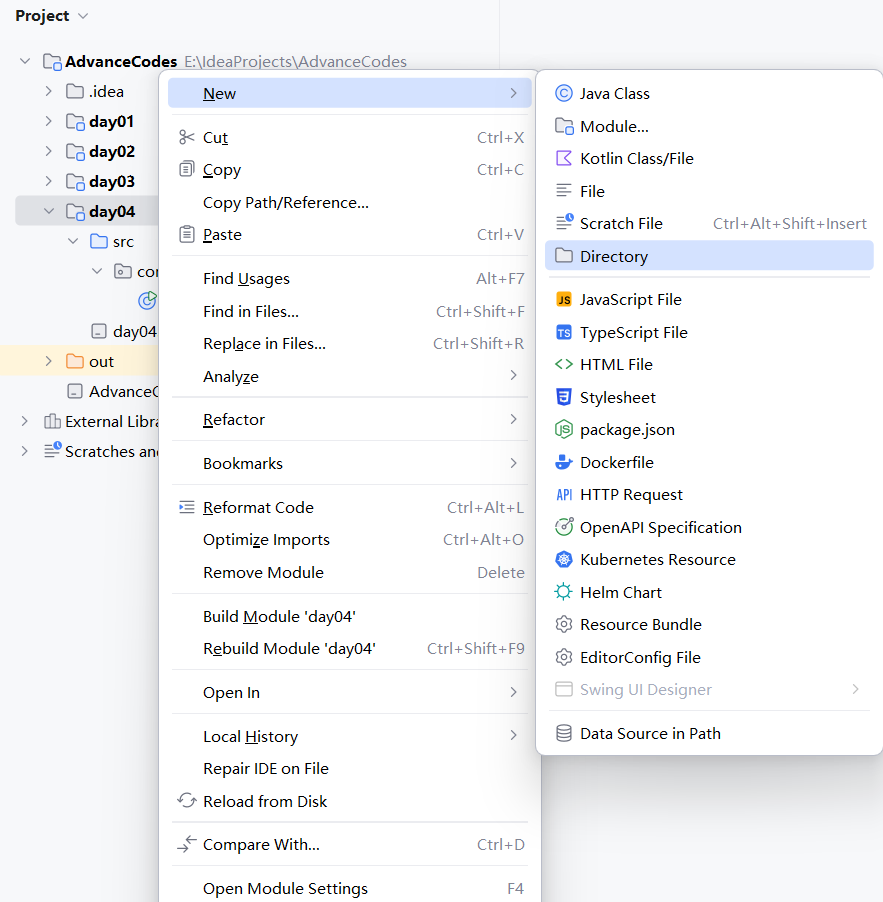 Project
AdvanceCodes E:\IdeaProjects\AdvanceCodes
.idea
day01
day02
day03
day04
src
day04
out
External
Scratches
New
Cut Ctrl+X
Copy Ctrl+C
Copy Path/Reference...
Paste Ctrl+V
Find Usages Alt+F7
Find in Files... Ctrl+Shift+F
Replace in Files... Ctrl+Shift+R
Analyze
Refactor
Bookmarks
Reformat Code Ctrl+Alt+L
Optimize Imports Ctrl+Alt+O
Remove Module Delete
Build Module 'day04'
Rebuild Module 'day04' Ctrl+Shift+F9
Open In
Local History
Repair IDE on File
Reload from Disk
Compare With... Ctrl+D
Open Module Settings F4
Java Class
Module...
Kotlin Class/File
File
Scratch File Ctrl+Alt+Shift+Insert
Directory
JS JavaScript File
TS TypeScript File
HTML File
Stylesheet
package.json
Dockerfile
API HTTP Request
OpenAPI Specification
Kubernetes Resource
Helm Chart
Resource Bundle
EditorConfig File
Swing UI Designer
Data Source in Path